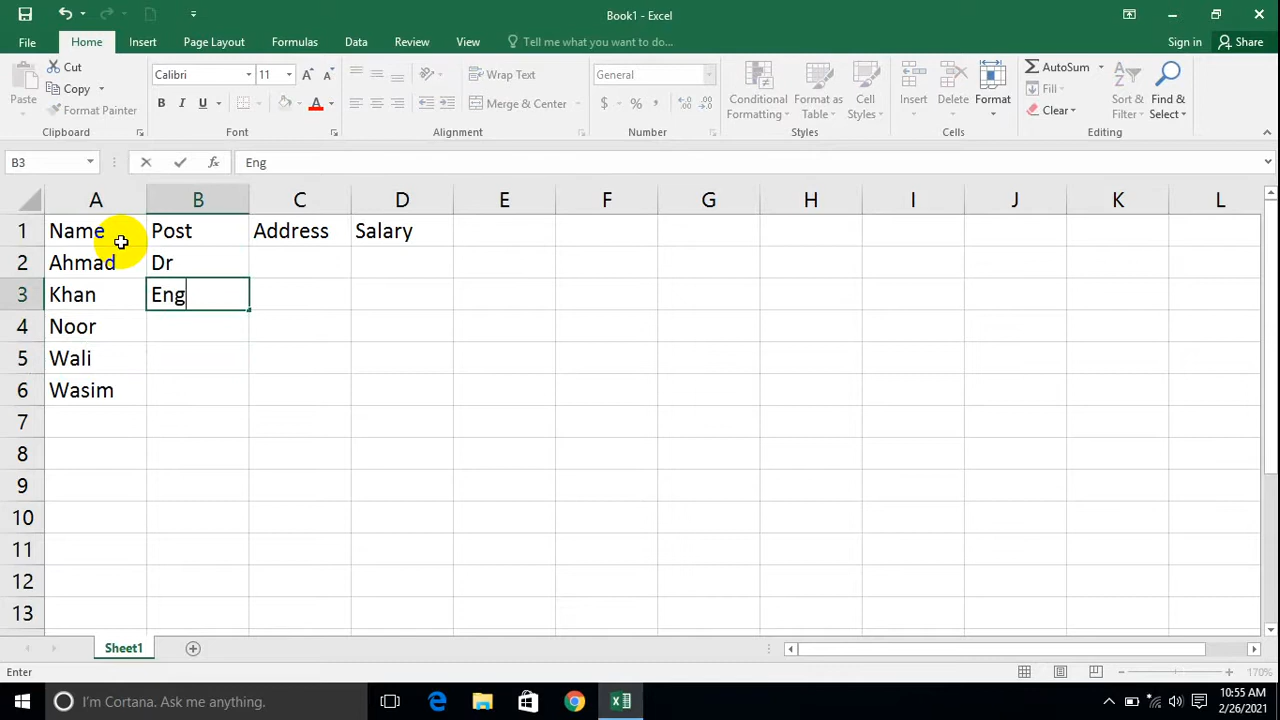 Book1 - Excel
File Home Insert Page Layout Formulas Data Review View Tell me what you want to do... Sign in Share
Paste Cut Copy Format Painter
Calibri 11 B I U A A A
Wrap Text Merge & Center
General $ % ,
Conditional Formatting Format as Table Cell Styles
Insert Delete Format
AutoSum Fill Clear Sort & Filter Find & Select
Clipboard Font Alignment Number Styles Cells Editing
B3 fx Eng
A B C D E F G H I J K L
1 Name Post Address Salary
2 Ahmad Dr
3 Khan Eng
4 Noor
5 Wali
6 Wasim
7
8
9
10
11
12
13
Sheet1
Enter 170%
I'm Cortana. Ask me anything. 10:55 AM
2/26/2021